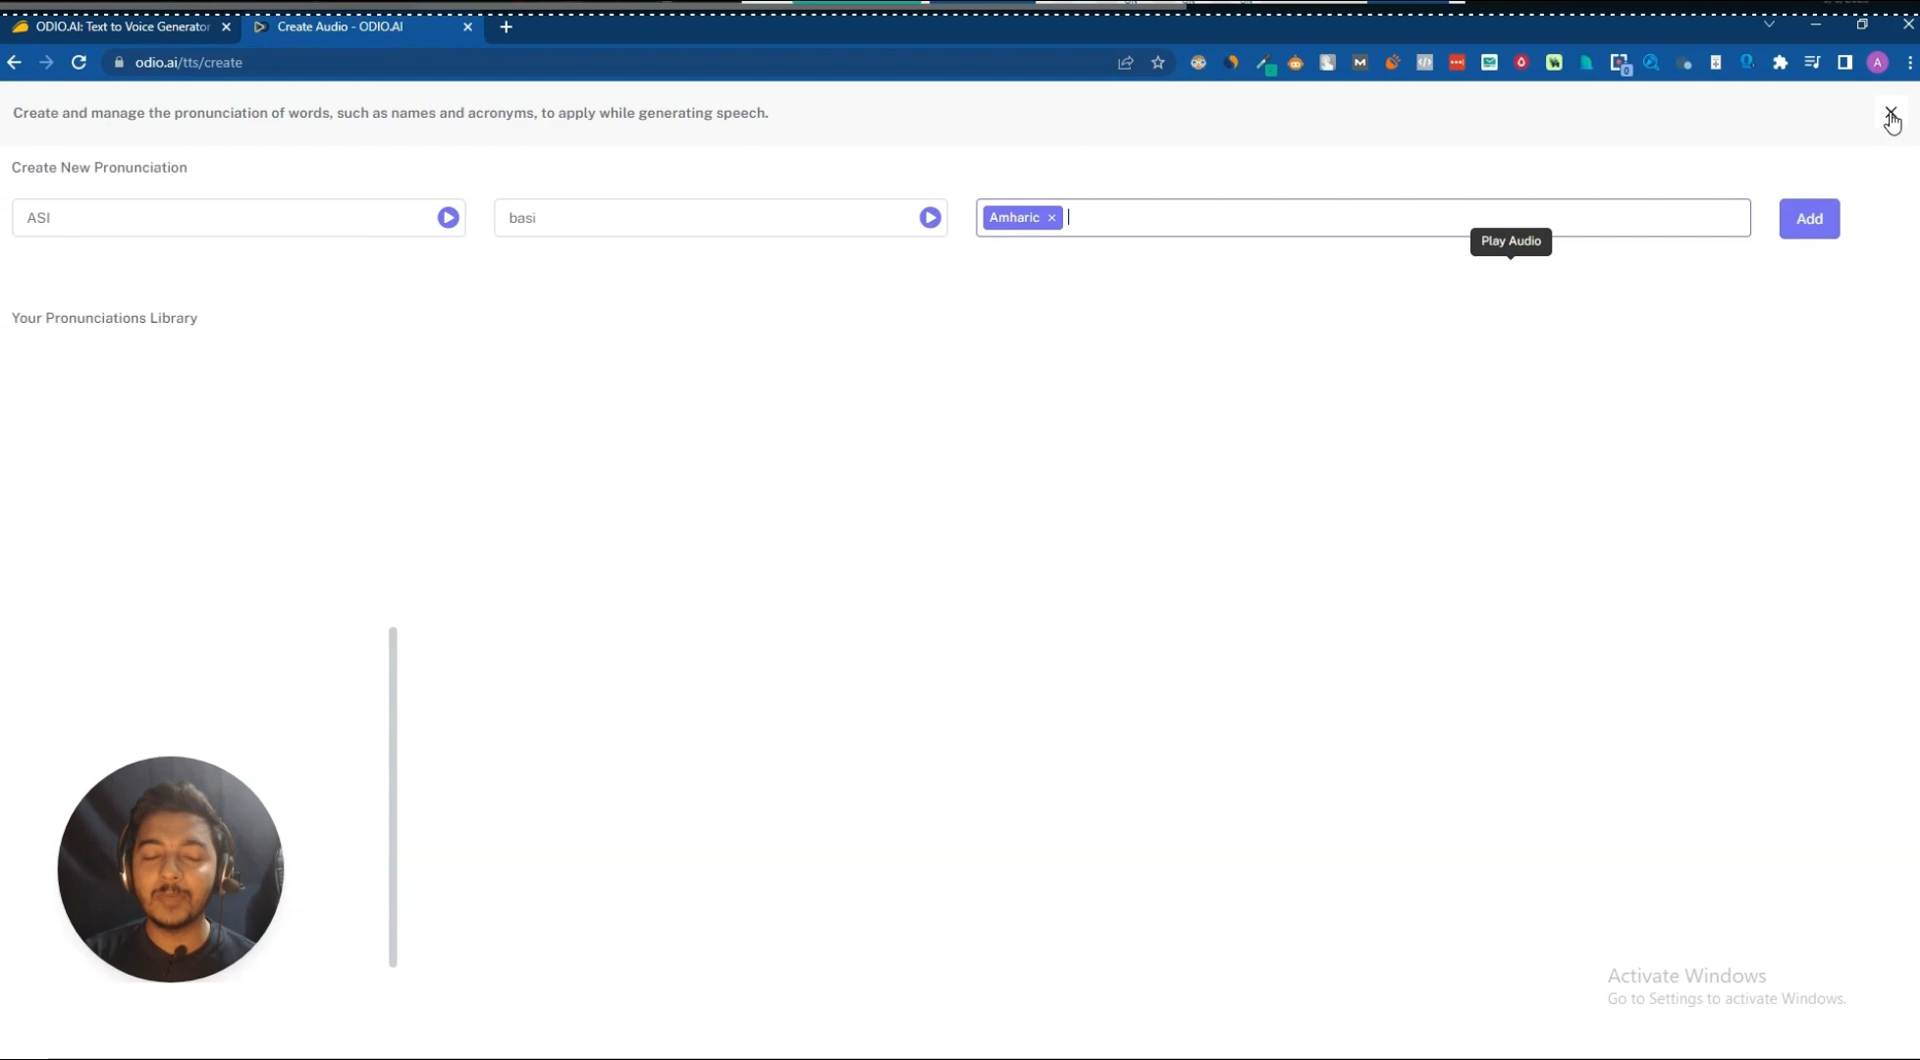 ODIO.AI: Text to Voice Generator
Create Audio - ODIO.AI
odio.ai/tts/create
A
Create and manage the pronunciation of words, such as names and acronyms, to apply while generating speech.
Create New Pronunciation
ASI
basi
Amharic ×
Add
Play Audio
Your Pronunciations Library
Activate Windows
Go to Settings to activate Windows.